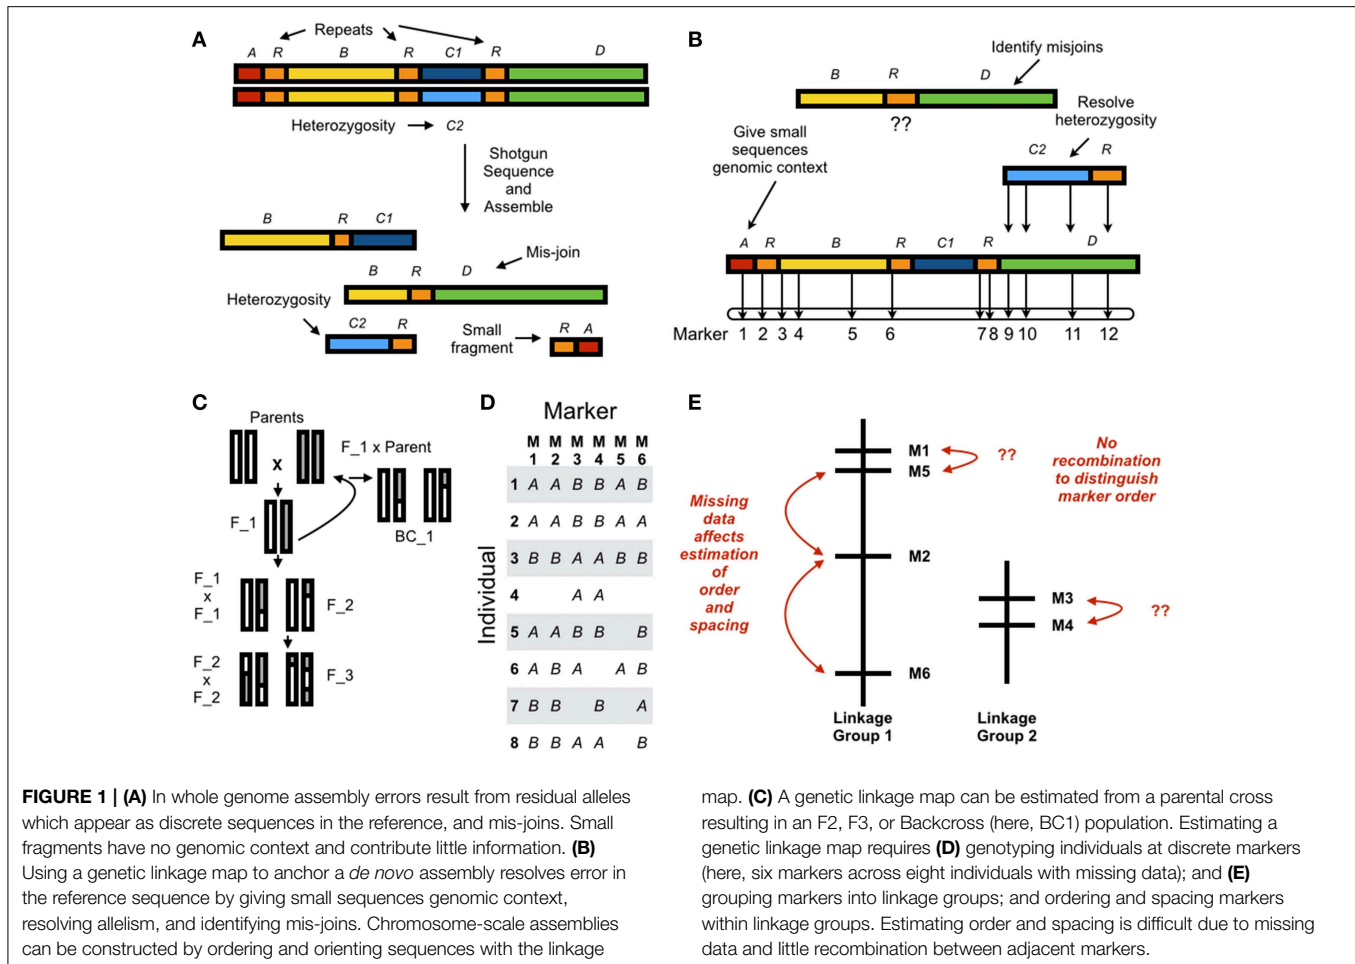 A
Repeats
A R B R C1 R D
Heterozygosity C2
Shotgun
Sequence
and
Assemble
B R C1
Mis-join
B R D
Heterozygosity
C2 R
Small
fragment
R A
B
Identify misjoins
B R D
??
Resolve
heterozygosity
Give small
sequences
genomic context
C2 R
A R B R C1 R D
Marker 1 2 3 4 5 6 7 8 9 10 11 12
C
Parents
x
F_1 x Parent
F_1
BC_1
F_1
x
F_1
F_2
F_2
x
F_2
F_3
D
Marker
M M M M M M
1 2 3 4 5 6
Individual
1 A A B B A B
2 A A B B A A
3 B B A A B B
4 A A
5 A A B B B
6 A B A A B
7 B B B A
8 B B A A B
E
M1
M5
??
No
recombination
to distinguish
marker order
Missing
data
affects
estimation
of
order
and
spacing
M2
M3
M4
??
M6
Linkage
Group 1
Linkage
Group 2
FIGURE 1 | (A) In whole genome assembly errors result from residual alleles
which appear as discrete sequences in the reference, and mis-joins. Small
fragments have no genomic context and contribute little information. (B)
Using a genetic linkage map to anchor a de novo assembly resolves error in
the reference sequence by giving small sequences genomic context,
resolving allelism, and identifying mis-joins. Chromosome-scale assemblies
can be constructed by ordering and orienting sequences with the linkage
map. (C) A genetic linkage map can be estimated from a parental cross
resulting in an F2, F3, or Backcross (here, BC1) population. Estimating a
genetic linkage map requires (D) genotyping individuals at discrete markers
(here, six markers across eight individuals with missing data); and (E)
grouping markers into linkage groups; and ordering and spacing markers
within linkage groups. Estimating order and spacing is difficult due to missing
data and little recombination between adjacent markers.